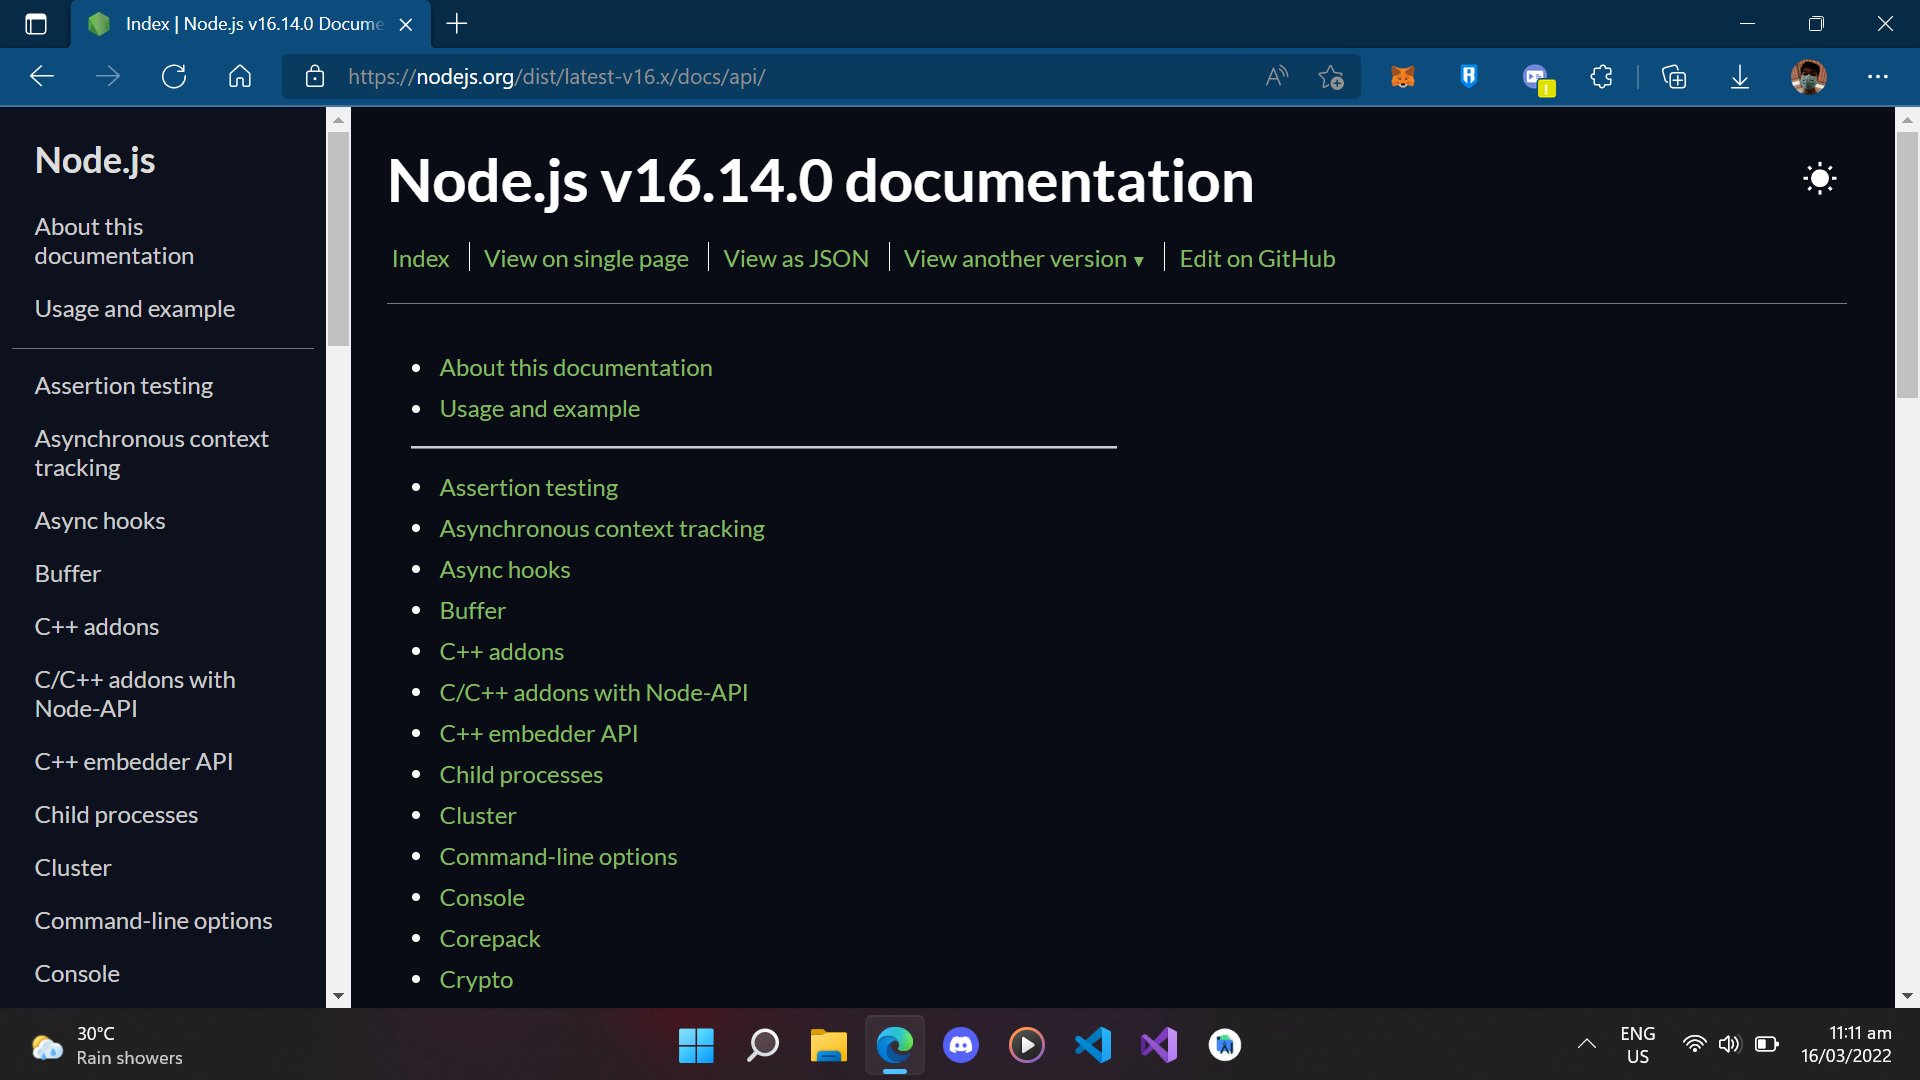 Index | Node.js v16.14.0 Docume
https://nodejs.org/dist/latest-v16.x/docs/api/
Node.js
About this
documentation
Usage and example
Assertion testing
Asynchronous context
tracking
Async hooks
Buffer
C++ addons
C/C++ addons with
Node-API
C++ embedder API
Child processes
Cluster
Command-line options
Console
Node.js v16.14.0 documentation
Index
View on single page
View as JSON
View another version ▼
Edit on GitHub
About this documentation
Usage and example
Assertion testing
Asynchronous context tracking
Async hooks
Buffer
C++ addons
C/C++ addons with Node-API
C++ embedder API
Child processes
Cluster
Command-line options
Console
Corepack
Crypto
30°C
Rain showers
ENG
US
11:11 am
16/03/2022